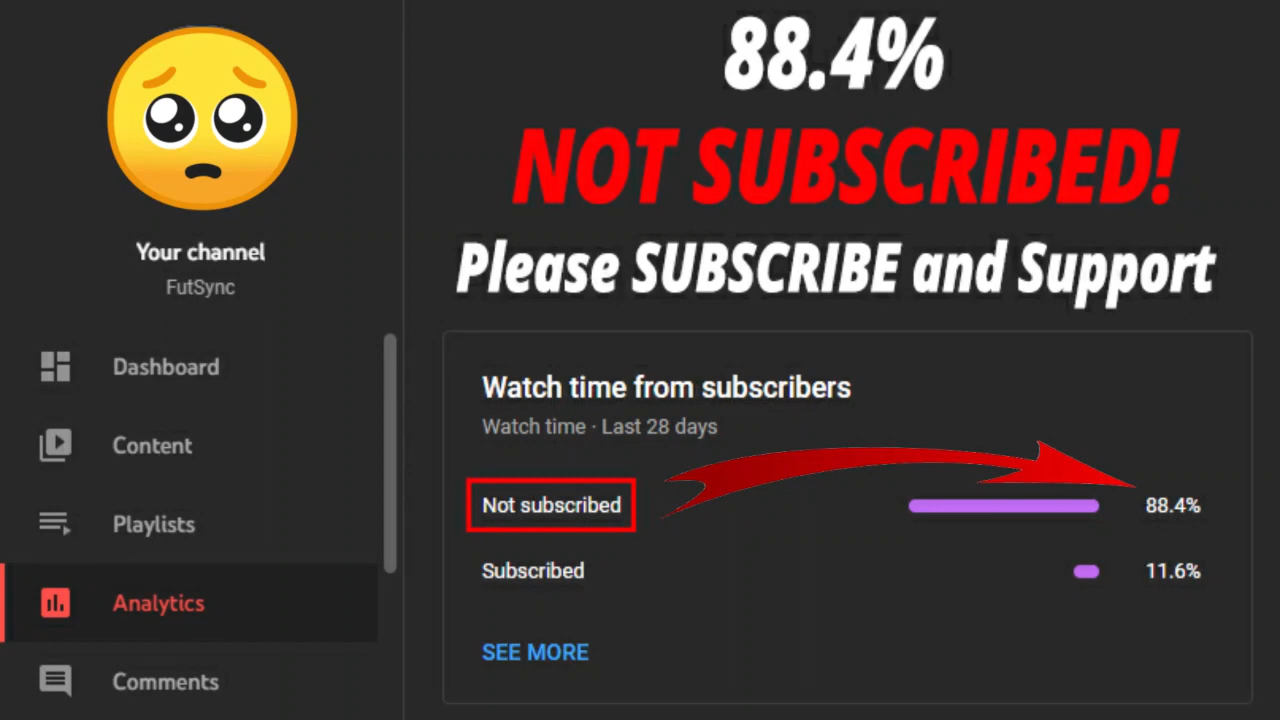 88.4%
NOT SUBSCRIBED!
Please SUBSCRIBE and Support
Your channel
FutSync
Dashboard
Content
Playlists
Analytics
Comments
Watch time from subscribers
Watch time · Last 28 days
Not subscribed 88.4%
Subscribed 11.6%
SEE MORE